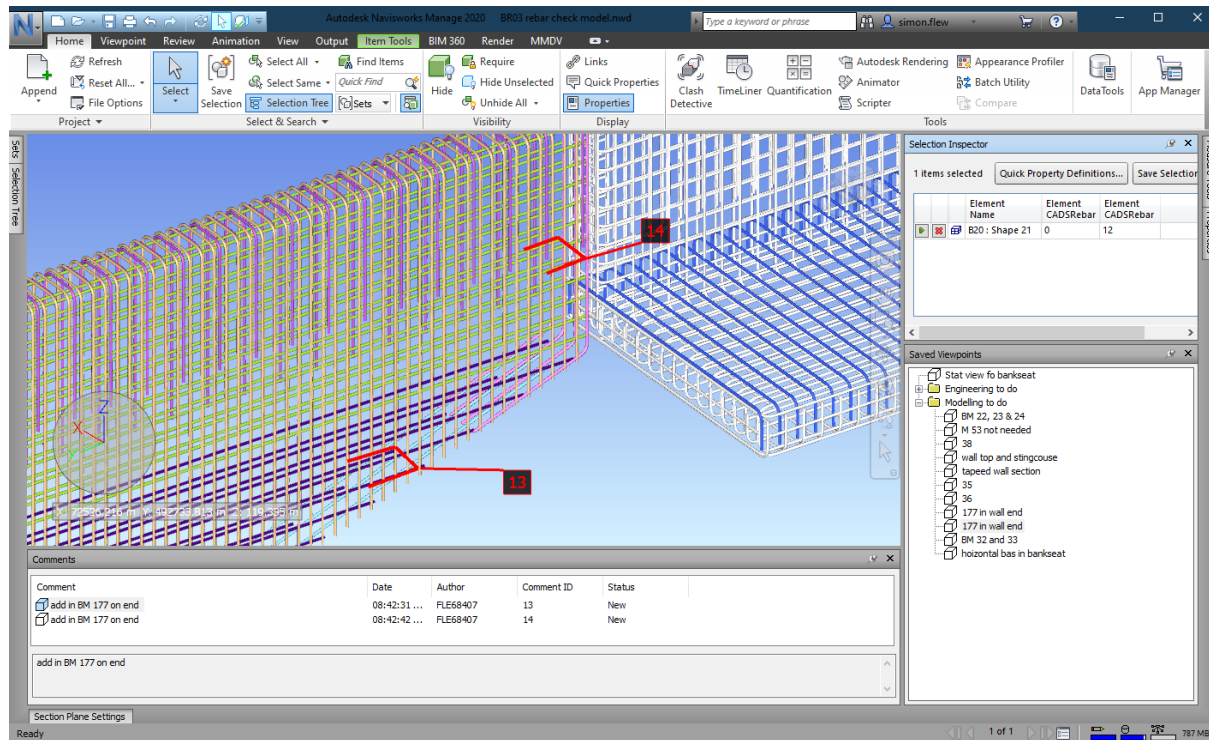 Autodesk Navisworks Manage 2020 BR03 rebar check model.nwd
Type a keyword or phrase
simon.flew
Home Viewpoint Review Animation View Output Item Tools BIM 360 Render MMDV
Append
Refresh
Reset All...
File Options
Project
Select
Save Selection
Select All
Select Same
Selection Tree
Find Items
Quick Find
Sets
Select & Search
Hide
Require
Hide Unselected
Unhide All
Visibility
Links
Quick Properties
Properties
Display
Clash Detective
TimeLiner
Quantification
Autodesk Rendering
Animator
Scripter
Appearance Profiler
Batch Utility
Compare
Tools
DataTools
App Manager
Sets
Selection Tree
14
13
Z
X
Y
Selection Inspector
1 items selected
Quick Property Definitions...
Save Selection
Element Name
Element CADSRebar
Element CADSRebar
B20 : Shape 21 0 12
Properties
Saved Viewpoints
Stat view fo bankseat
Engineering to do
Modelling to do
BM 22, 23 & 24
M 53 not needed
38
wall top and stingcouse
tapeed wall section
35
36
177 in wall end
177 in wall end
BM 32 and 33
hoizontal bas in bankseat
Comments
Comment Date Author Comment ID Status
add in BM 177 on end 08:42:31 ... FLE68407 13 New
add in BM 177 on end 08:42:42 ... FLE68407 14 New
add in BM 177 on end
Section Plane Settings
Ready
1 of 1
787 MB